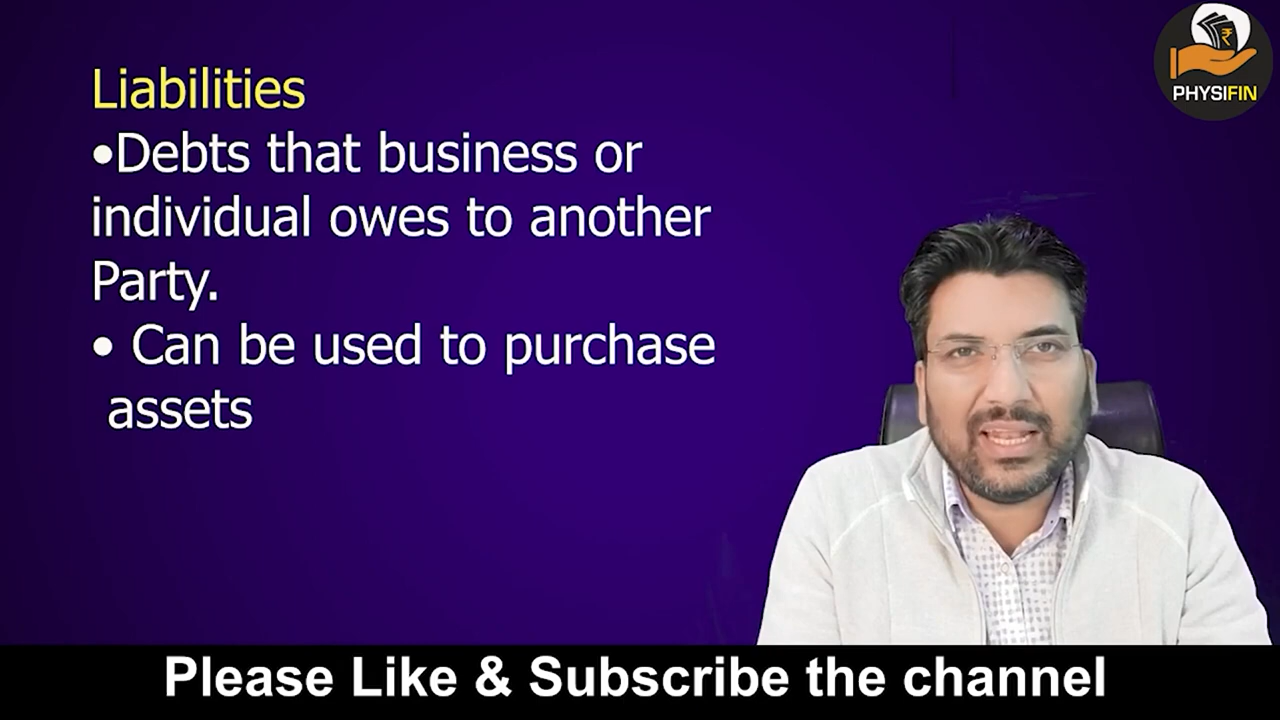 Liabilities
•Debts that business or
individual owes to another
Party.
• Can be used to purchase
assets
₹
PHYSIFIN
Please Like & Subscribe the channel